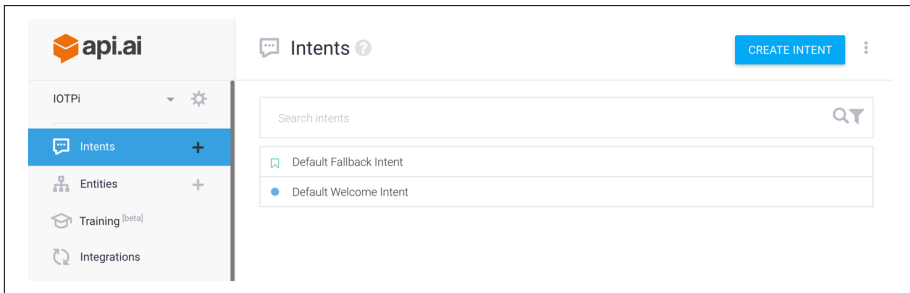 api.ai
Intents ?
CREATE INTENT
IOTPi
Search intents
Intents +
Default Fallback Intent
Entities +
Default Welcome Intent
Training [beta]
Integrations